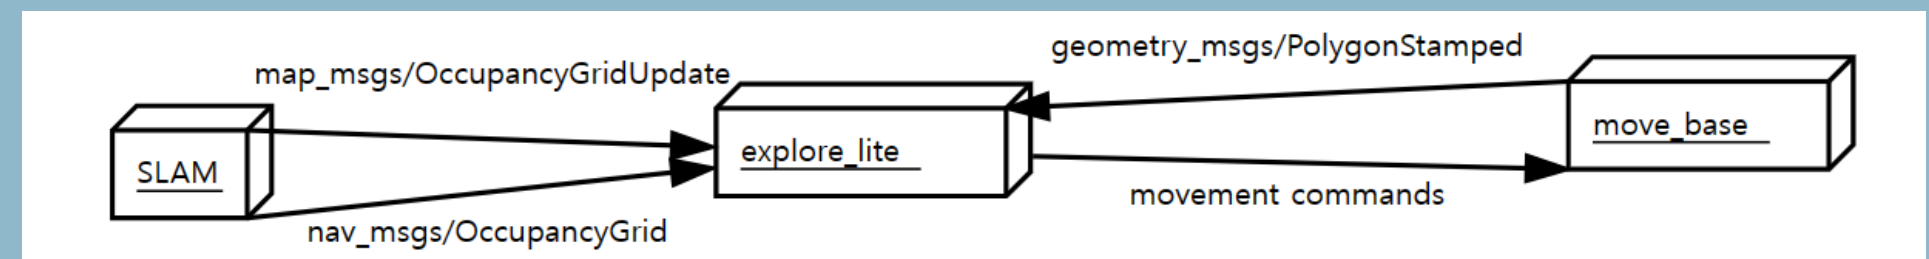 map_msgs/OccupancyGridUpdate
geometry_msgs/PolygonStamped
SLAM
explore_lite
move_base
nav_msgs/OccupancyGrid
movement commands